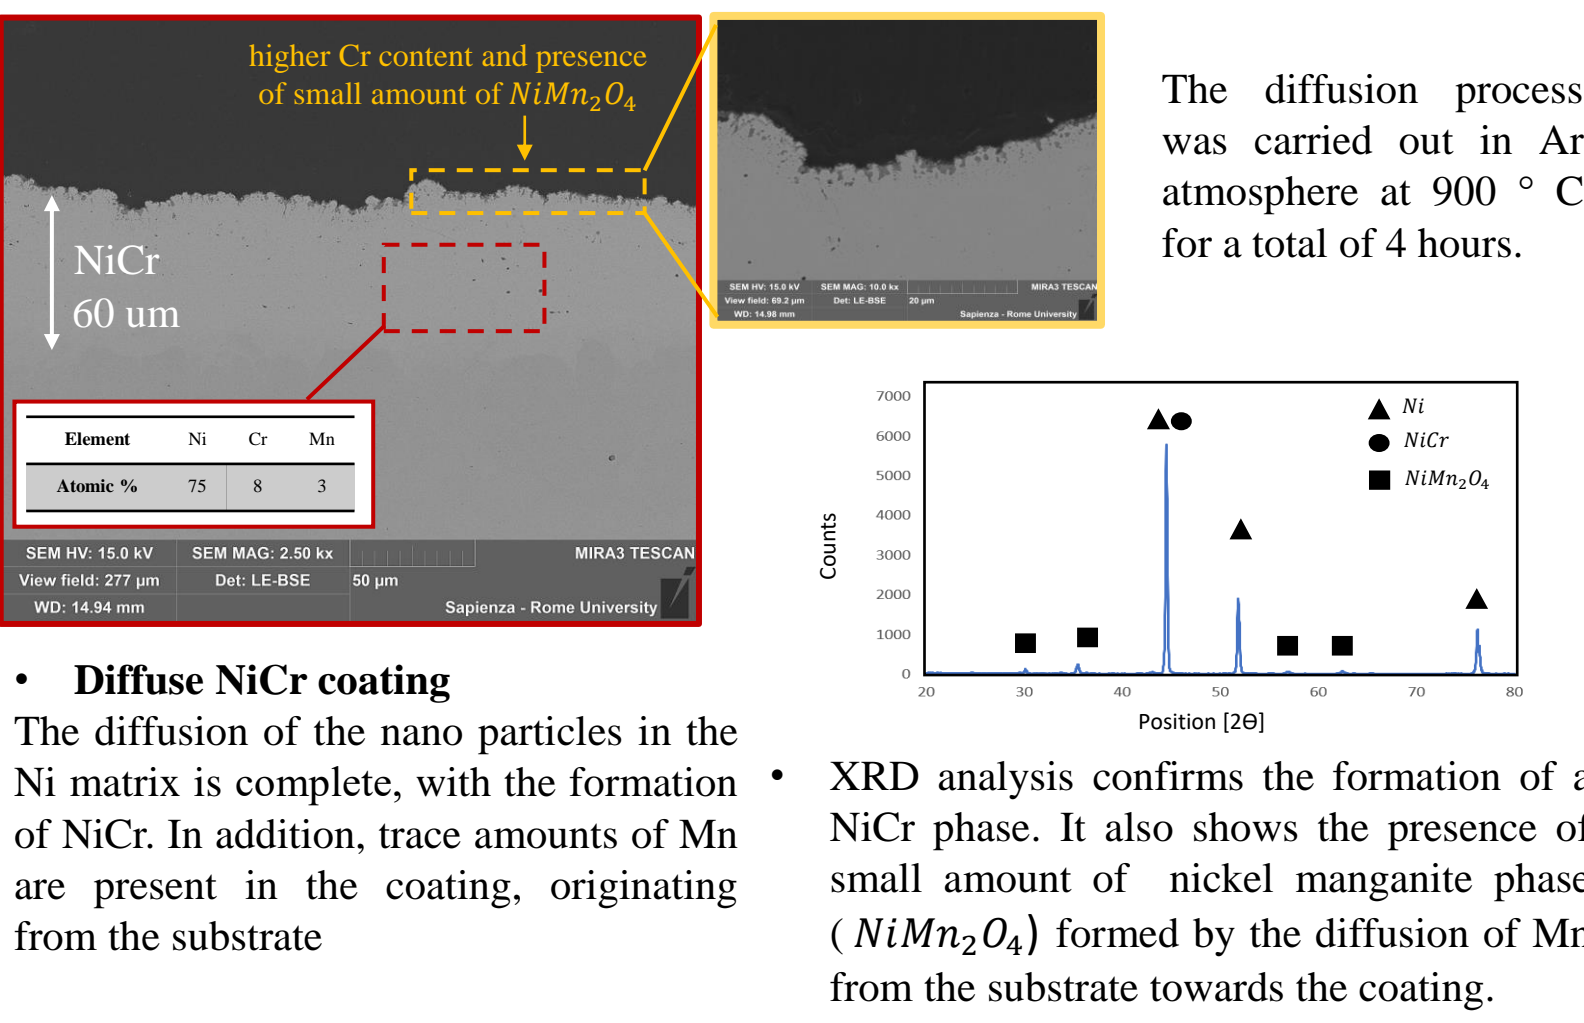 higher Cr content and presence
of small amount of NiMn₂O₄
NiCr
60 um
Element Ni Cr Mn
Atomic % 75 8 3
SEM HV: 15.0 kV SEM MAG: 2.50 kx MIRA3 TESCAN
View field: 277 µm Det: LE-BSE 50 µm
WD: 14.94 mm Sapienza - Rome University
SEM HV: 15.0 kV SEM MAG: 10.0 kx MIRA3 TESCAN
View field: 69.2 µm Det: LE-BSE 20 µm
WD: 14.98 mm Sapienza - Rome University
The diffusion process
was carried out in Ar
atmosphere at 900 ° C
for a total of 4 hours.
7000
6000
5000
4000
3000
2000
1000
0
Counts
20 30 40 50 60 70 80
Position [2ϴ]
Ni
NiCr
NiMn₂O₄
• Diffuse NiCr coating
The diffusion of the nano particles in the
Ni matrix is complete, with the formation
of NiCr. In addition, trace amounts of Mn
are present in the coating, originating
from the substrate
• XRD analysis confirms the formation of a
NiCr phase. It also shows the presence of
small amount of nickel manganite phase
( NiMn₂O₄) formed by the diffusion of Mn
from the substrate towards the coating.